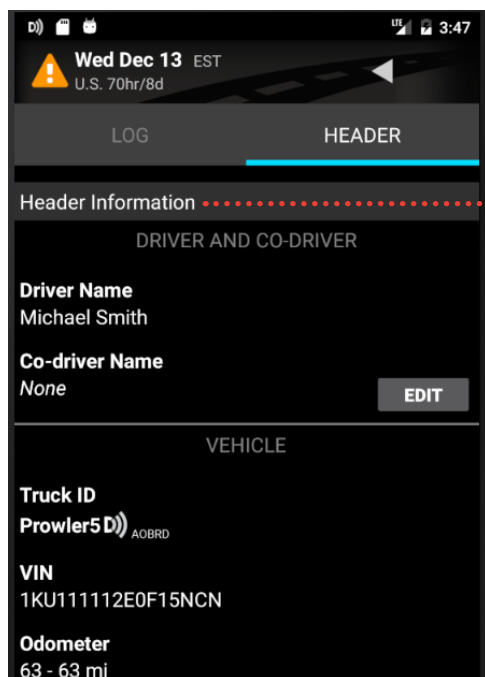 D))
LTE 3:47
Wed Dec 13 EST
U.S. 70hr/8d
LOG HEADER
Header Information
DRIVER AND CO-DRIVER
Driver Name
Michael Smith
Co-driver Name
None
EDIT
VEHICLE
Truck ID
Prowler5 D)) AOBRD
VIN
1KU111112E0F15NCN
Odometer
63 - 63 mi